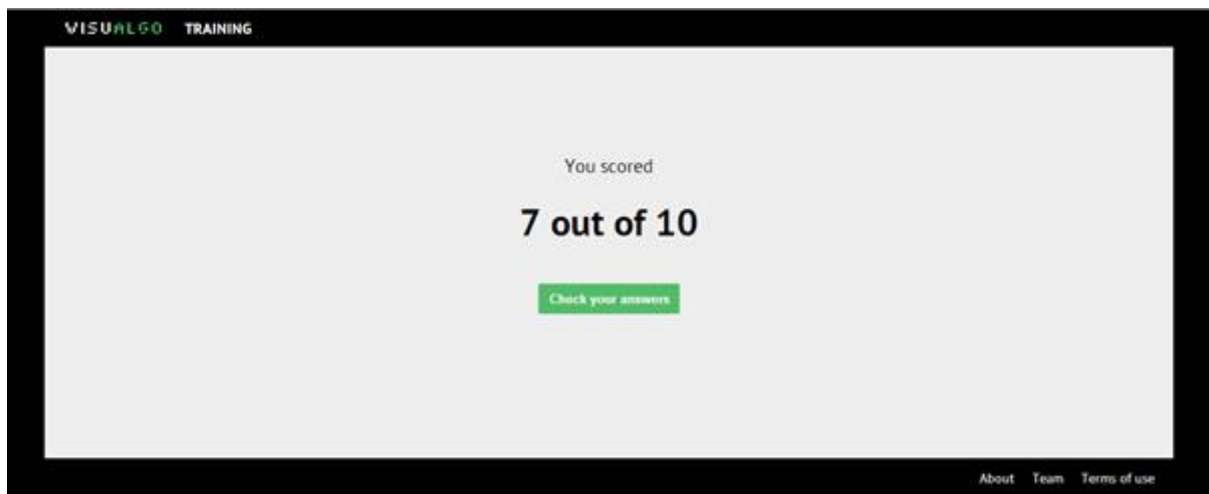 VISUALGO TRAINING
You scored
7 out of 10
Check your answers
About Team Terms of use